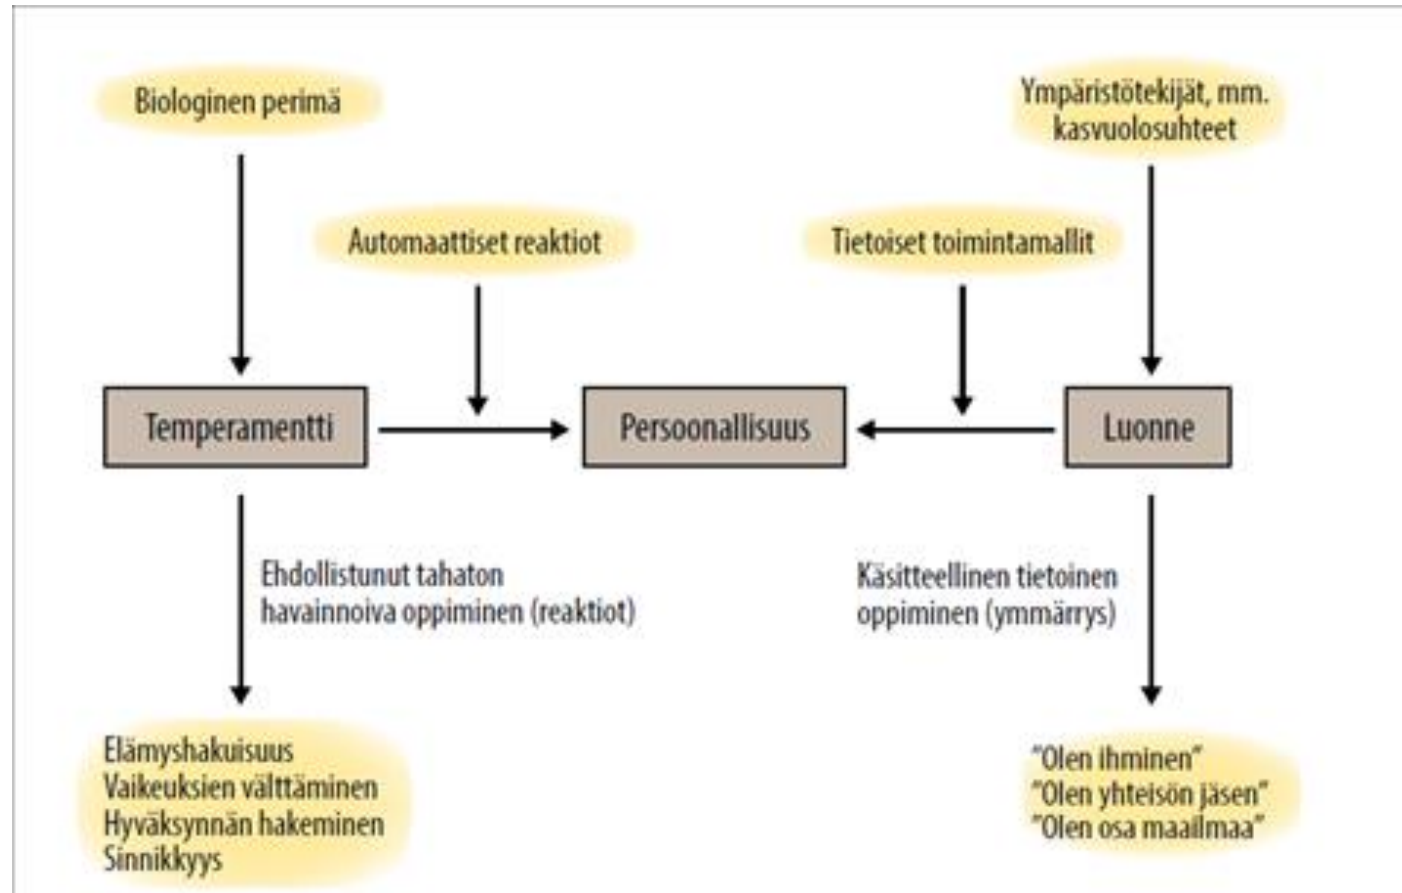 Biologinen perimä
Ympäristötekijät, mm.
kasvuolosuhteet
Automaattiset reaktiot
Tietoiset toimintamallit
Temperamentti
Persoonallisuus
Luonne
Ehdollistunut tahaton
havainnoiva oppiminen (reaktiot)
Käsitteellinen tietoinen
oppiminen (ymmärrys)
Elämyshakuisuus
Vaikeuksien välttäminen
Hyväksynnän hakeminen
Sinnikkyys
”Olen ihminen”
”Olen yhteisön jäsen”
”Olen osa maailmaa”